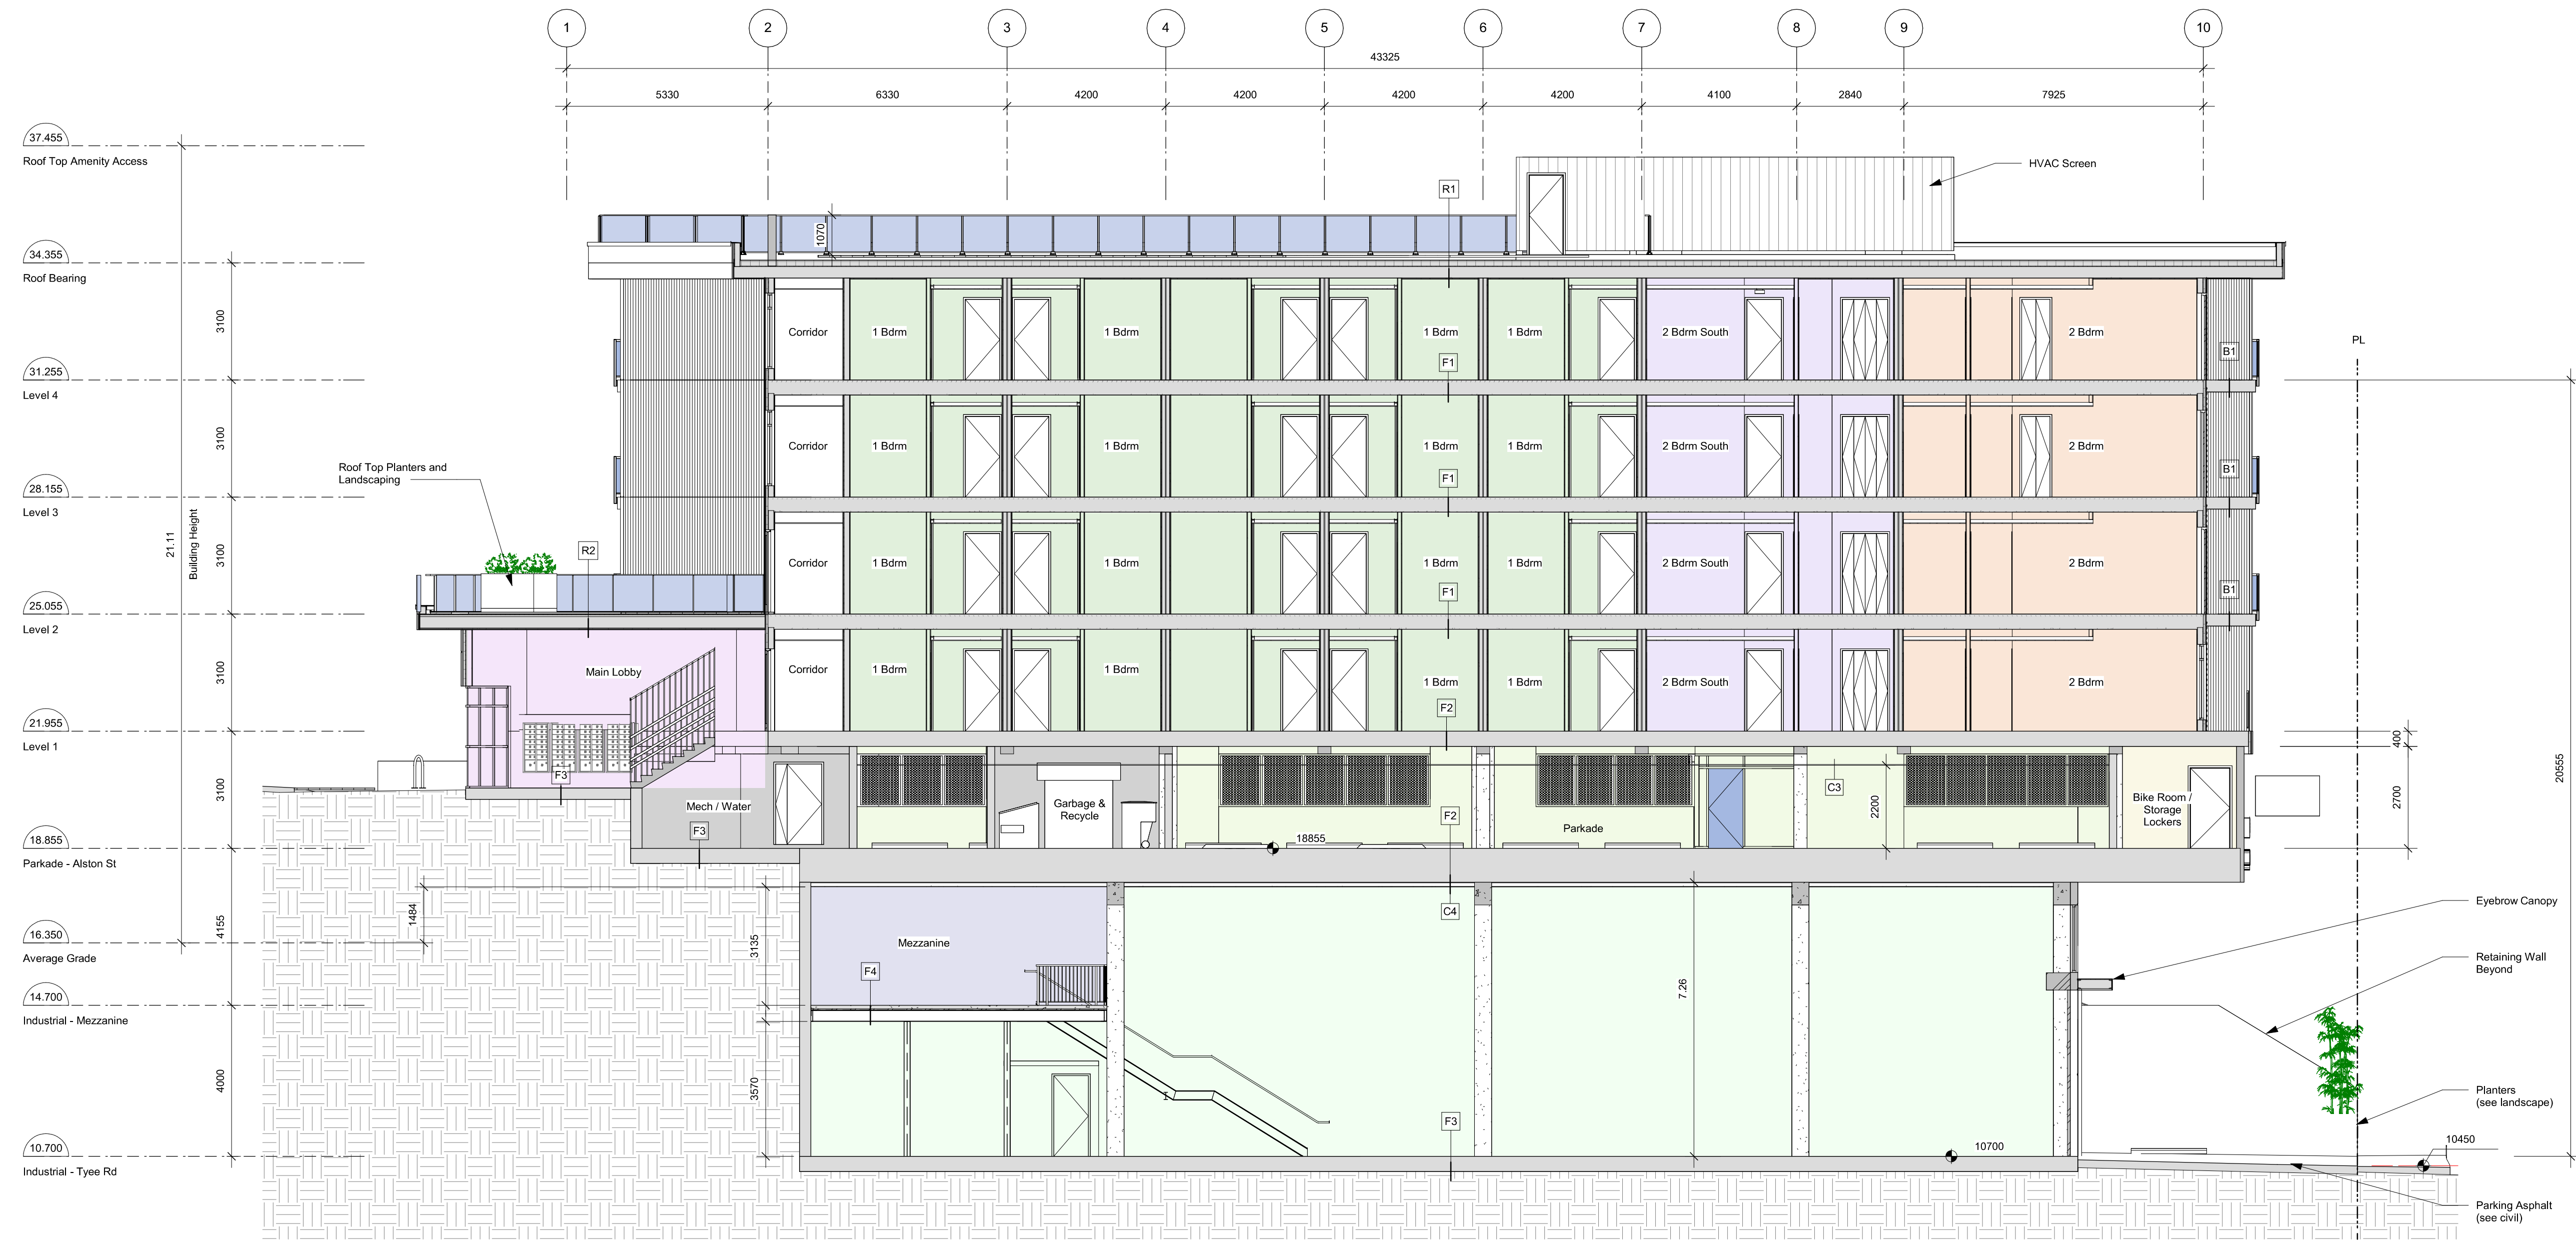 1 2 3 4 5 6 7 8 9 10
43325
5330 6330 4200 4200 4200 4200 4100 2840 7925
37.455
Roof Top Amenity Access
HVAC Screen
R1
1070
34.355
Roof Bearing
3100
Corridor 1 Bdrm 1 Bdrm 1 Bdrm 1 Bdrm 2 Bdrm South 2 Bdrm
PL
B1
F1
31.255
Level 4
3100
Corridor 1 Bdrm 1 Bdrm 1 Bdrm 1 Bdrm 2 Bdrm South 2 Bdrm
B1
F1
Roof Top Planters and
Landscaping
28.155
Level 3
21.11
Building Height
3100
R2
Corridor 1 Bdrm 1 Bdrm 1 Bdrm 1 Bdrm 2 Bdrm South 2 Bdrm
B1
F1
25.055
Level 2
3100
Main Lobby
Corridor 1 Bdrm 1 Bdrm 1 Bdrm 1 Bdrm 2 Bdrm South 2 Bdrm
F2
21.955
Level 1
400
20555
F3
3100
Mech / Water
F3
Garbage &
Recycle
F2
Parkade
C3
2200
Bike Room /
Storage
Lockers
2700
18855
18.855
Parkade - Alston St
1484
4155
3135
Mezzanine
C4
Eyebrow Canopy
16.350
Average Grade
F4
7.26
Retaining Wall
Beyond
14.700
Industrial - Mezzanine
4000
3570
Planters
(see landscape)
F3
10.700
Industrial - Tyee Rd
10700
10450
Parking Asphalt
(see civil)